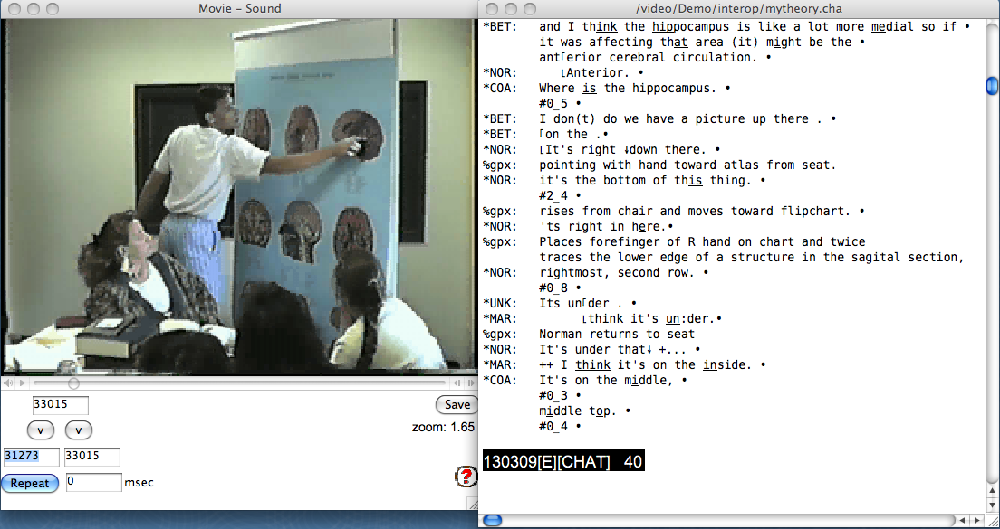 Movie – Sound
33015
v v
Save
zoom: 1.65
31273 33015
Repeat 0 msec
?
/video/Demo/interop/mytheory.cha
*BET: and I think the hippocampus is like a lot more medial so if •
it was affecting that area (it) might be the •
ant⌈erior cerebral circulation. •
*NOR: ⌊Anterior. •
*COA: Where is the hippocampus. •
#0_5 •
*BET: I don(t) do we have a picture up there . •
*BET: ⌈on the .•
*NOR: ⌊It's right ↓down there. •
%gpx: pointing with hand toward atlas from seat.
*NOR: it's the bottom of this thing. •
#2_4 •
%gpx: rises from chair and moves toward flipchart. •
*NOR: 'ts right in here.•
%gpx: Places forefinger of R hand on chart and twice
traces the lower edge of a structure in the sagital section,
*NOR: rightmost, second row. •
#0_8 •
*UNK: Its un⌈der . •
*MAR: ⌊think it's un:der.•
%gpx: Norman returns to seat
*NOR: It's under that↓ +... •
*MAR: ++ I think it's on the inside. •
*COA: It's on the middle, •
#0_3 •
middle top. •
#0_4 •
130309[E][CHAT] 40